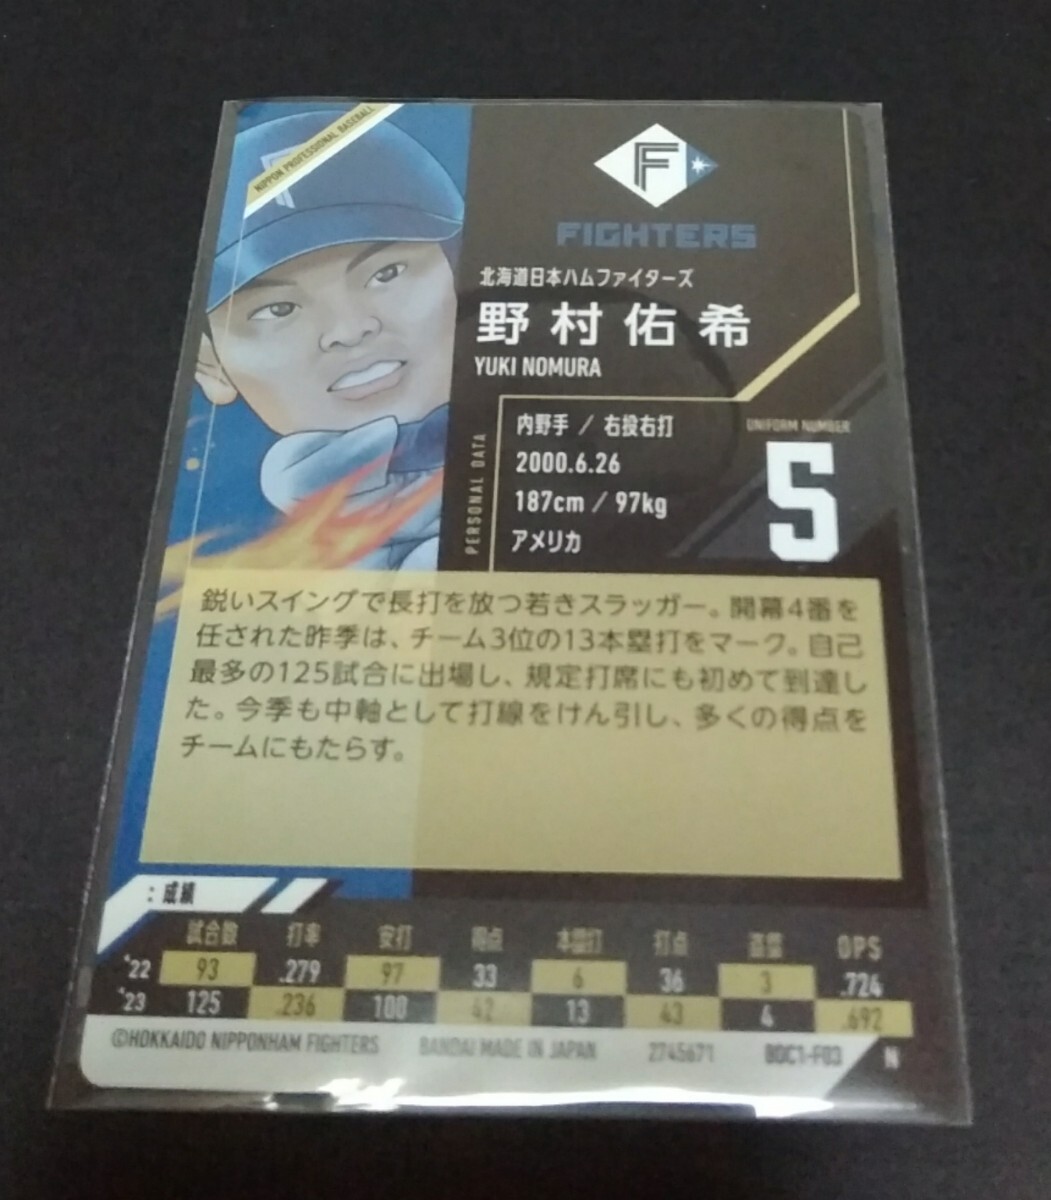 NIPPON PROFESSIONAL BASEBALL
F
FIGHTERS
北海道日本ハムファイターズ
野村佑希
YUKI NOMURA
PERSONAL DATA
内野手 / 右投右打
2000.6.26
187cm / 97kg
アメリカ
UNIFORM NUMBER
5
鋭いスイングで長打を放つ若きスラッガー。開幕4番を
任された昨季は、チーム3位の13本塁打をマーク。自己
最多の125試合に出場し、規定打席にも初めて到達し
た。今季も中軸として打線をけん引し、多くの得点を
チームにもたらす。
:成績
試合数 打率 安打 得点 本塁打 打点 盗塁 OPS
'22 93 .279 97 33 6 36 3 .724
'23 125 .236 100 42 13 43 4 .692
©HOKKAIDO NIPPONHAM FIGHTERS BANDAI MADE IN JAPAN 2745671 BDC1-F03 N